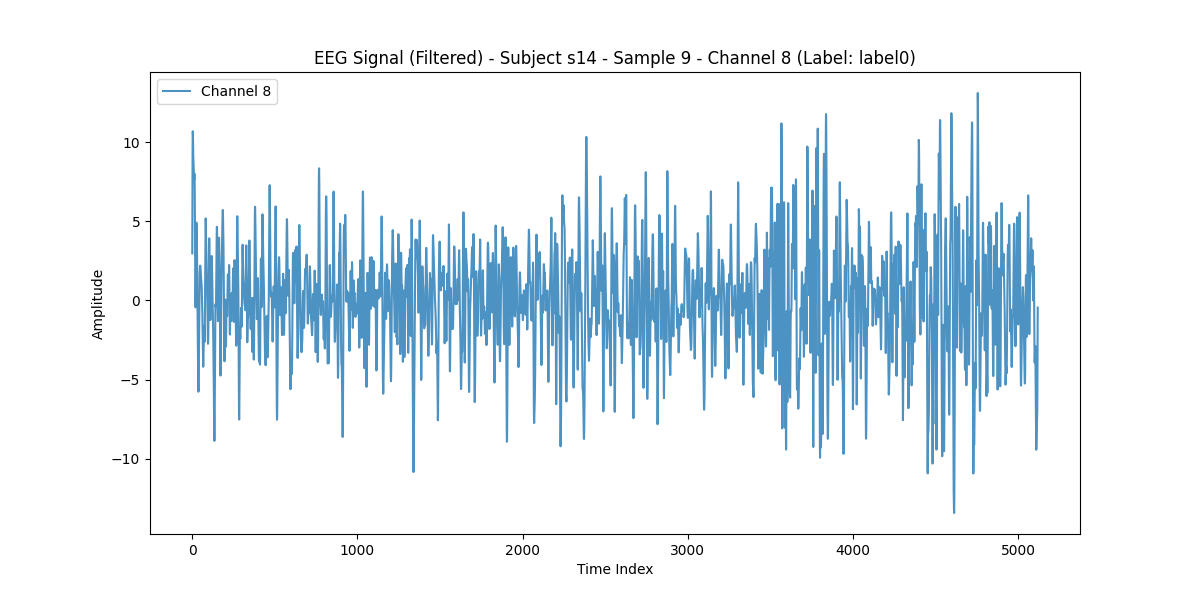 EEG Signal (Filtered) - Subject s14 - Sample 9 - Channel 8 (Label: label0)
Channel 8
10
5
0
−5
−10
Amplitude
0 1000 2000 3000 4000 5000
Time Index